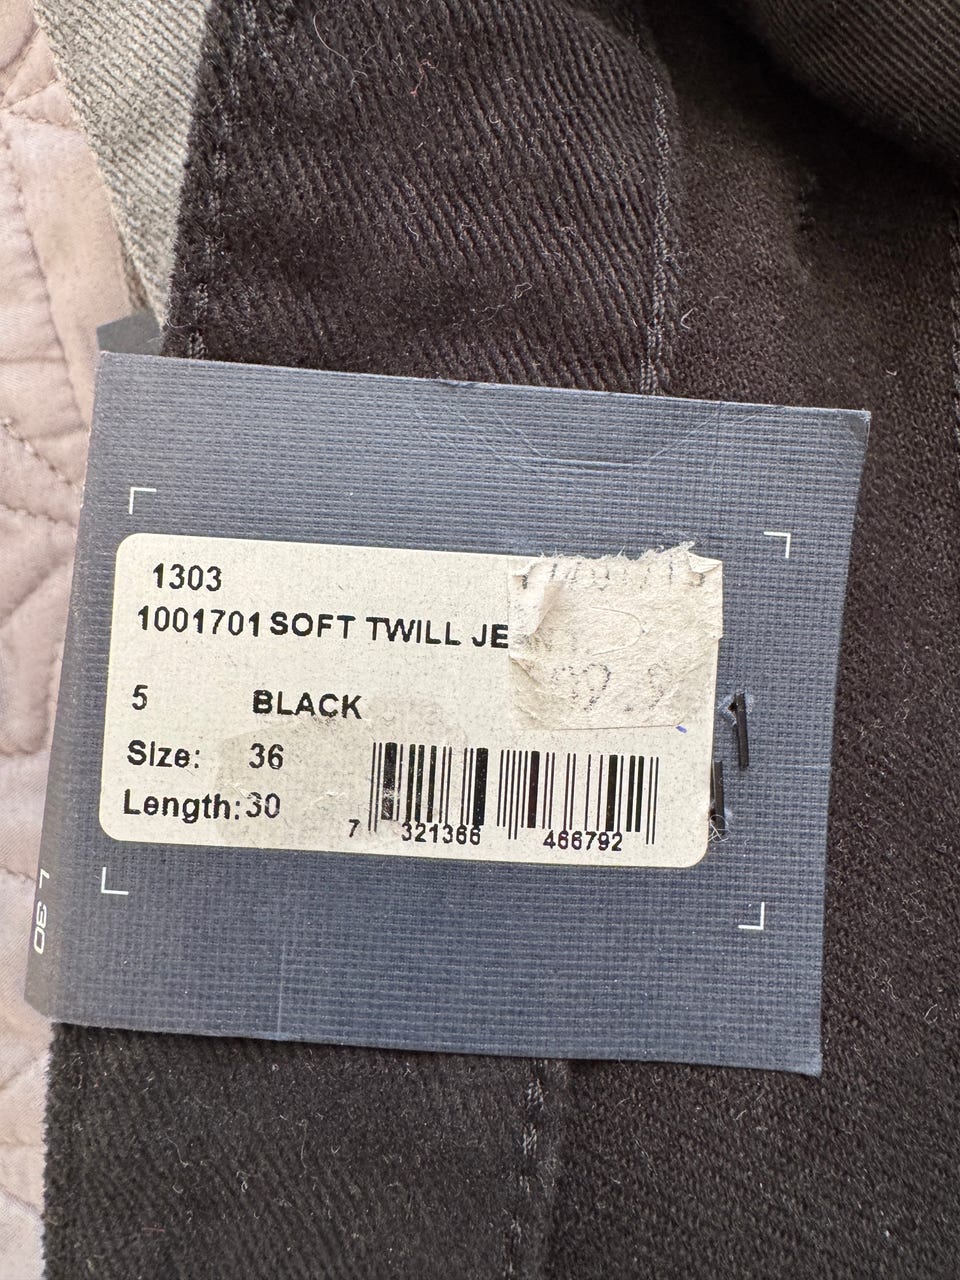 1303
1001701 SOFT TWILL JE
5 BLACK
Size: 36
Length: 30
7 321366 466792
L 30